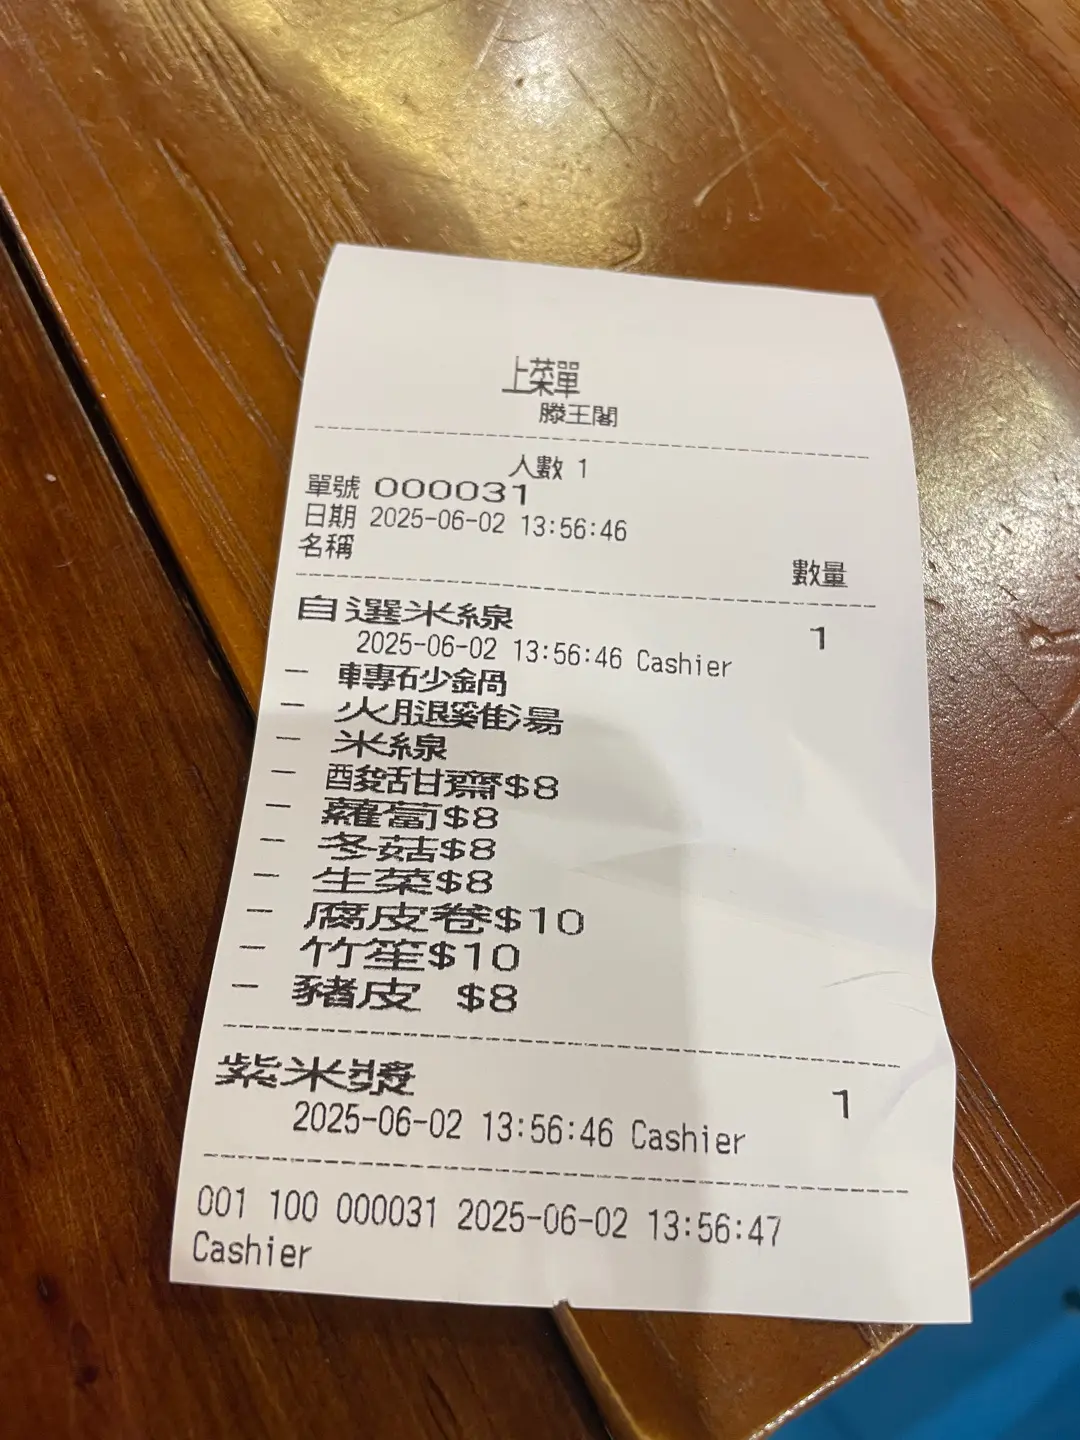 上菜單
滕王閣
人數 1
單號 000031
日期 2025-06-02 13:56:46
名稱 數量
自選米線 1
2025-06-02 13:56:46 Cashier
— 轉砂鍋
— 火腿雞湯
— 米線
— 酸甜齋$8
— 蘿蔔$8
— 冬菇$8
— 生菜$8
— 腐皮卷$10
— 竹笙$10
— 豬皮 $8
紫米漿 1
2025-06-02 13:56:46 Cashier
001 100 000031 2025-06-02 13:56:47
Cashier